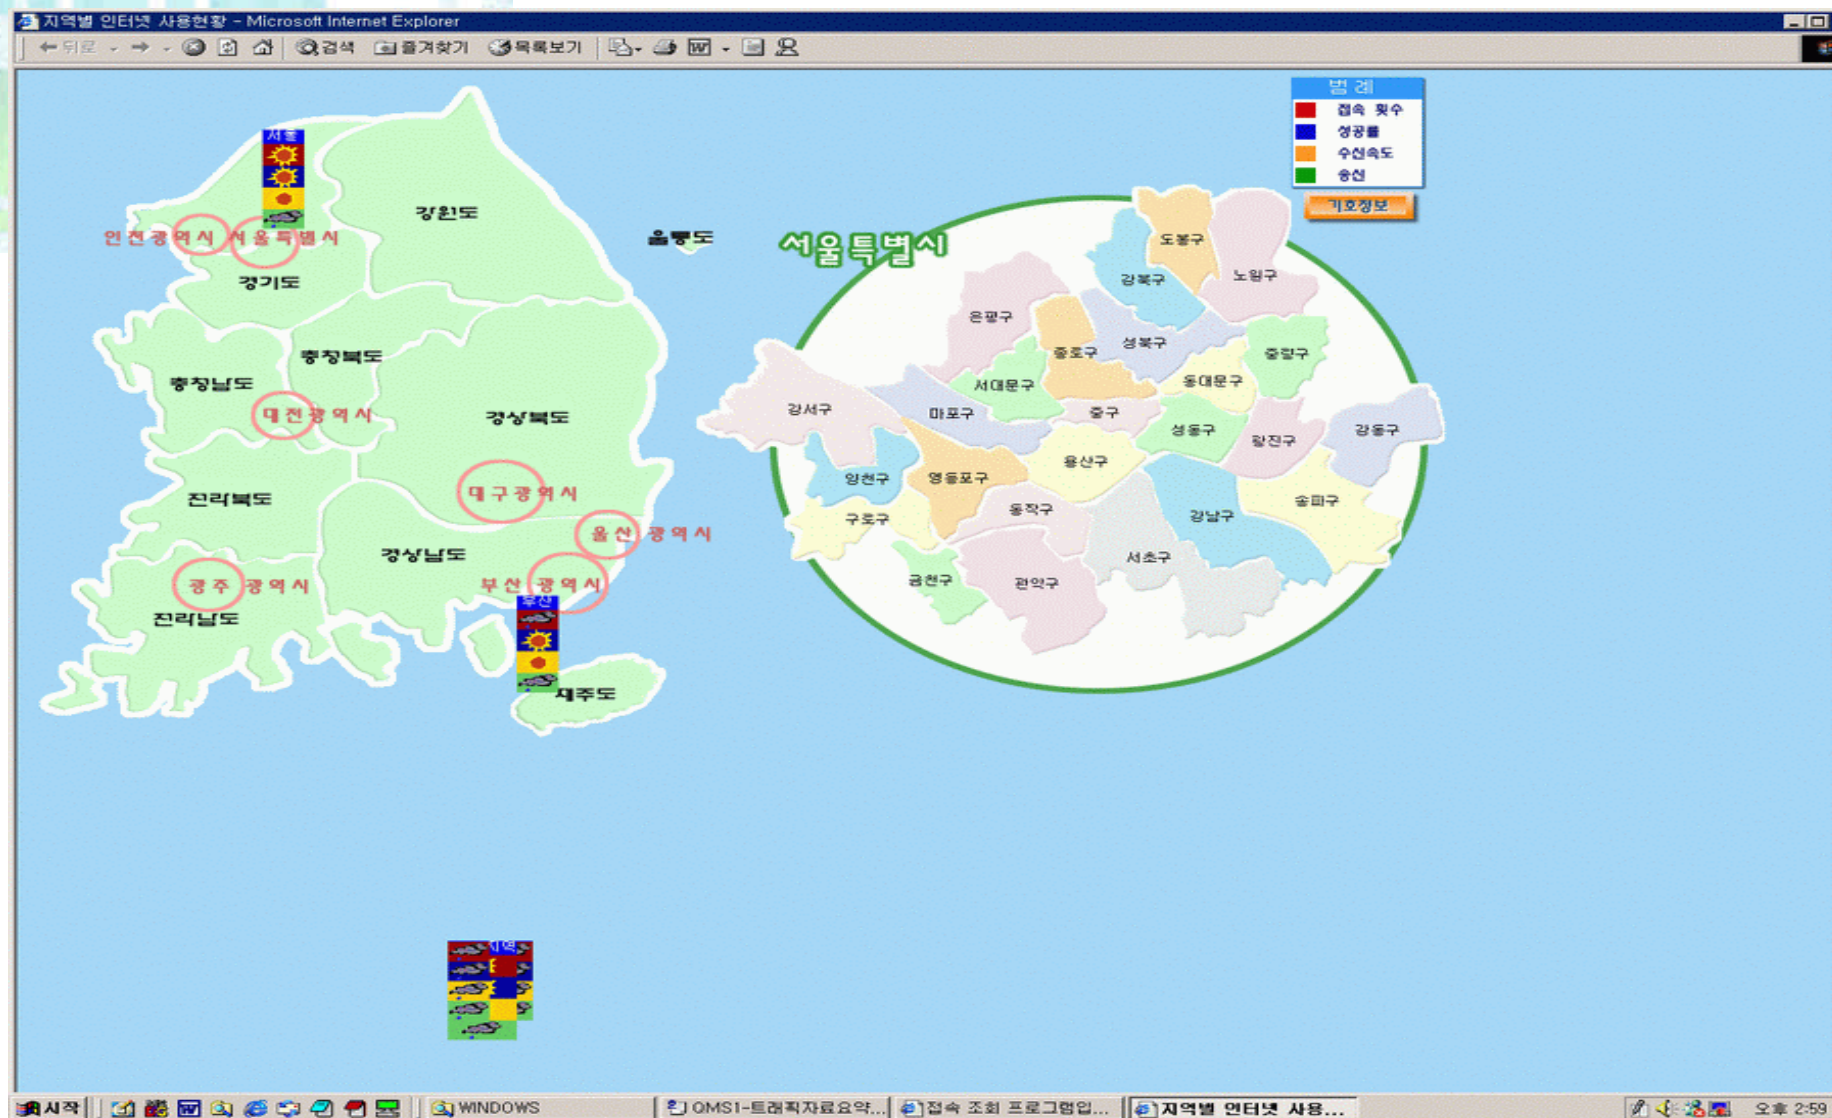 지역별 인터넷 사용현황 - Microsoft Internet Explorer
뒤로 검색 즐겨찾기 목록보기
범 례
접속 횟수
성공률
수신속도
송신
기호정보
서울
인천광역시 서울특별시
강원도
울릉도
경기도
충청북도
충청남도
대전광역시
경상북도
대구광역시
전라북도
울산 광역시
경상남도
부산 광역시
광주 광역시
전라남도
제주도
서울특별시
도봉구
강북구
노원구
은평구
종로구
성북구
중랑구
서대문구
동대문구
강서구
마포구
중구
성동구
광진구
강동구
양천구
영등포구
용산구
구로구
동작구
강남구
송파구
서초구
금천구
관악구
지역
시작 WINDOWS QMS1-트래픽자료요약... 접속 조회 프로그램입... 지역별 인터넷 사용... 오후 2:59